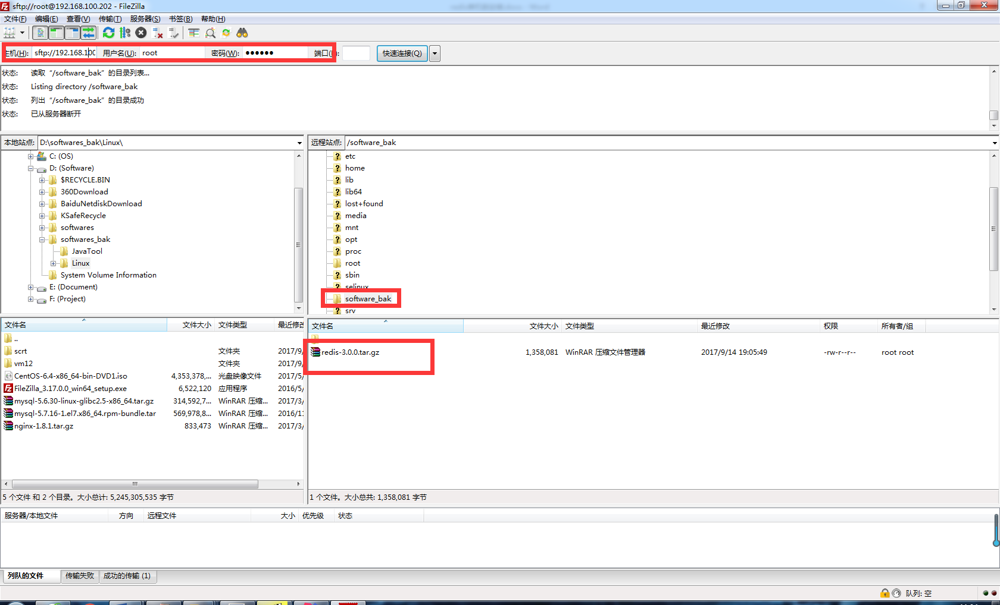 sftp://root@192.168.100.202 - FileZilla
文件(F) 编辑(E) 查看(V) 传输(T) 服务器(S) 书签(B) 帮助(H)
主机(H): sftp://192.168.100 用户名(U): root 密码(W): ●●●●●● 端口( : 快速连接(Q)
状态: 读取“/software_bak”的目录列表...
状态: Listing directory /software_bak
状态: 列出“/software_bak”的目录成功
状态: 已从服务器断开
本地站点: D:\softwares_bak\Linux\
C: (OS)
D: (Software)
$RECYCLE.BIN
360Download
BaiduNetdiskDownload
KSafeRecycle
softwares
softwares_bak
JavaTool
Linux
System Volume Information
E: (Document)
F: (Project)
远程站点: /software_bak
etc
home
lib
lib64
lost+found
media
mnt
opt
proc
root
sbin
selinux
software_bak
srv
文件名 文件大小 文件类型 最近修改
..
scrt 文件夹 2017/9/
vm12 文件夹 2017/9/
CentOS-6.4-x86_64-bin-DVD1.iso 4,353,378,... 光盘映像文件 2017/5/
FileZilla_3.17.0.0_win64_setup.exe 6,522,120 应用程序 2016/5/
mysql-5.6.30-linux-glibc2.5-x86_64.tar.gz 314,592,7... WinRAR 压缩... 2017/3/
mysql-5.7.16-1.el7.x86_64.rpm-bundle.tar 569,978,8... WinRAR 压缩... 2016/11
nginx-1.8.1.tar.gz 833,473 WinRAR 压缩... 2017/3/
5 个文件 和 2 个目录。大小总计: 5,245,305,535 字节
文件名 文件大小 文件类型 最近修改 权限 所有者/组
redis-3.0.0.tar.gz 1,358,081 WinRAR 压缩文件管理器 2017/9/14 19:05:49 -rw-r--r-- root root
1 个文件。大小总共: 1,358,081 字节
服务器/本地文件 方向 远程文件 大小 优先级 状态
列队的文件 传输失败 成功的传输 (1)
队列: 空